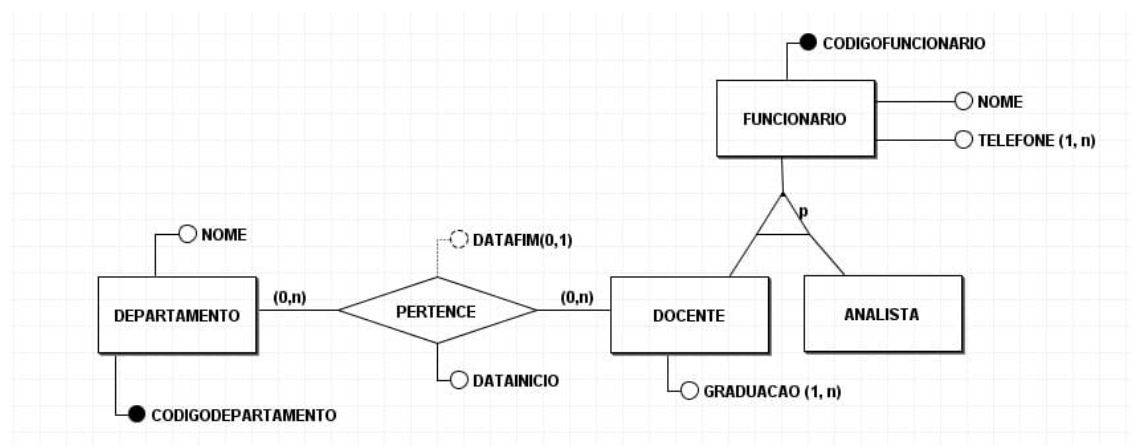 CODIGOFUNCIONARIO
FUNCIONARIO
NOME
TELEFONE (1, n)
p
NOME
DATAFIM(0,1)
DEPARTAMENTO
(0,n)
PERTENCE
(0,n)
DOCENTE
ANALISTA
DATAINICIO
GRADUACAO (1, n)
CODIGODEPARTAMENTO